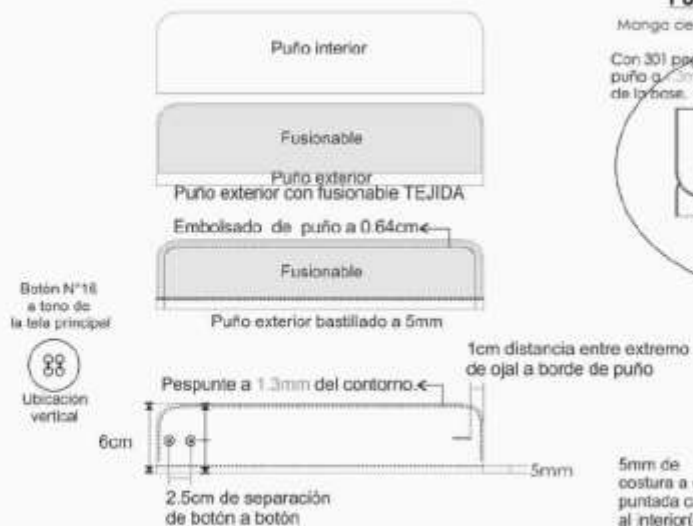 Puño interior
Fusionable
Puño exterior
Puño exterior con fusionable TEJIDA
Embolsado de puño a 0.64cm
Fusionable
Puño exterior bastillado a 5mm
Botón N°16
a tono de
la tela principal
Ubicación
vertical
Pespunte a 1.3mm del contorno.
6cm
2.5cm de separación
de botón a botón
1cm distancia entre extremo
de ojal a borde de puño
5mm
Con 301
puño a
de la base.
5mm de
costura a
puntada
al interior